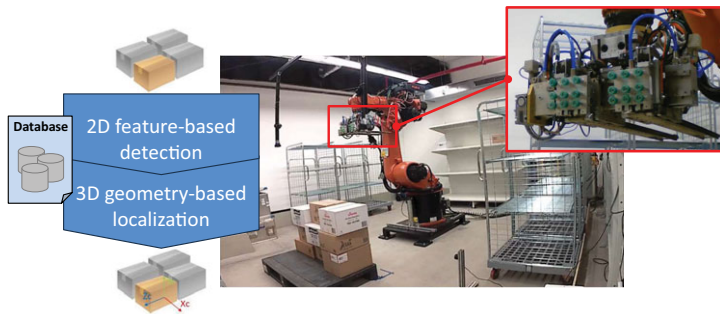 Database
2D feature-based
detection
3D geometry-based
localization
Xc